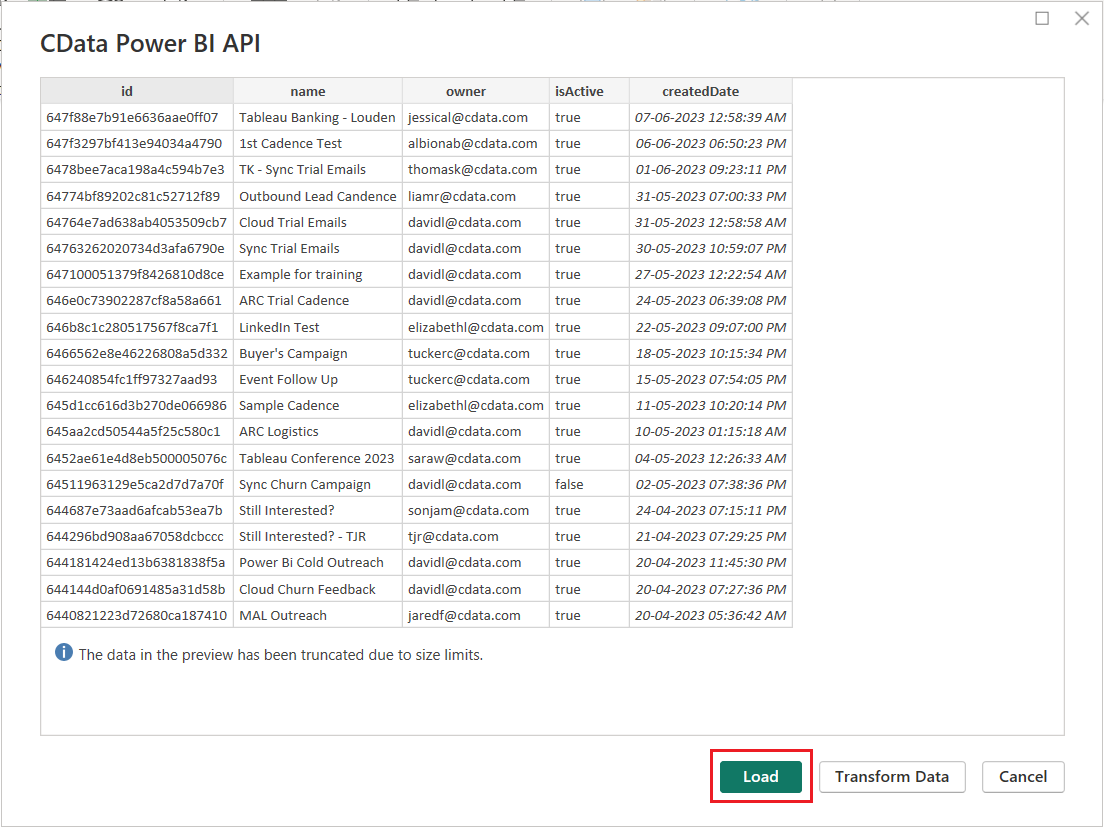 CData Power BI API
id name owner isActive createdDate
647f88e7b91e6636aae0ff07 Tableau Banking - Louden jessical@cdata.com true 07-06-2023 12:58:39 AM
647f3297bf413e94034a4790 1st Cadence Test albionab@cdata.com true 06-06-2023 06:50:23 PM
6478bee7aca198a4c594b7e3 TK - Sync Trial Emails thomask@cdata.com true 01-06-2023 09:23:11 PM
64774bf89202c81c52712f89 Outbound Lead Candence liamr@cdata.com true 31-05-2023 07:00:33 PM
64764e7ad638ab4053509cb7 Cloud Trial Emails davidl@cdata.com true 31-05-2023 12:58:58 AM
64763262020734d3afa6790e Sync Trial Emails davidl@cdata.com true 30-05-2023 10:59:07 PM
647100051379f8426810d8ce Example for training davidl@cdata.com true 27-05-2023 12:22:54 AM
646e0c73902287cf8a58a661 ARC Trial Cadence davidl@cdata.com true 24-05-2023 06:39:08 PM
646b8c1c280517567f8ca7f1 LinkedIn Test elizabethl@cdata.com true 22-05-2023 09:07:00 PM
6466562e8e46226808a5d332 Buyer's Campaign tuckerc@cdata.com true 18-05-2023 10:15:34 PM
646240854fc1ff97327aad93 Event Follow Up tuckerc@cdata.com true 15-05-2023 07:54:05 PM
645d1cc616d3b270de066986 Sample Cadence elizabethl@cdata.com true 11-05-2023 10:20:14 PM
645aa2cd50544a5f25c580c1 ARC Logistics davidl@cdata.com true 10-05-2023 01:15:18 AM
6452ae61e4d8eb500005076c Tableau Conference 2023 saraw@cdata.com true 04-05-2023 12:26:33 AM
64511963129e5ca2d7d7a70f Sync Churn Campaign davidl@cdata.com false 02-05-2023 07:38:36 PM
644687e73aad6afcab53ea7b Still Interested? sonjam@cdata.com true 24-04-2023 07:15:11 PM
644296bd908aa67058dcbccc Still Interested? - TJR tjr@cdata.com true 21-04-2023 07:29:25 PM
644181424ed13b6381838f5a Power Bi Cold Outreach davidl@cdata.com true 20-04-2023 11:45:30 PM
644144d0af0691485a31d58b Cloud Churn Feedback davidl@cdata.com true 20-04-2023 07:27:36 PM
6440821223d72680ca187410 MAL Outreach jaredf@cdata.com true 20-04-2023 05:36:42 AM
The data in the preview has been truncated due to size limits.
Load Transform Data Cancel